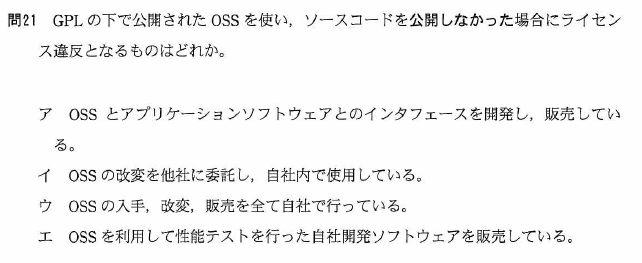 問21 GPL の下で公開された OSS を使い，ソースコードを公開しなかった場合にライセン
ス違反となるものはどれか。
ア OSS とアプリケーションソフトウェアとのインタフェースを開発し，販売してい
る。
イ OSS の改変を他社に委託し，自社内で使用している。
ウ OSS の入手，改変，販売を全て自社で行っている。
エ OSS を利用して性能テストを行った自社開発ソフトウェアを販売している。